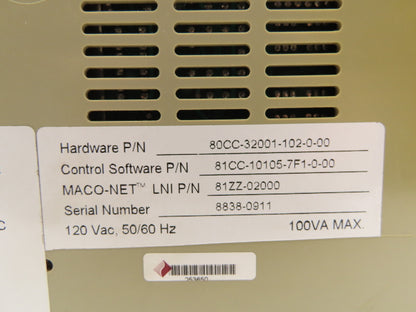 Hardware P/N 80CC-32001-102-0-00
Control Software P/N 81CC-10105-7F1-0-00
MACO-NET™ LNI P/N 81ZZ-02000
Serial Number 8838-0911
120 Vac, 50/60 Hz 100VA MAX.
C
253650